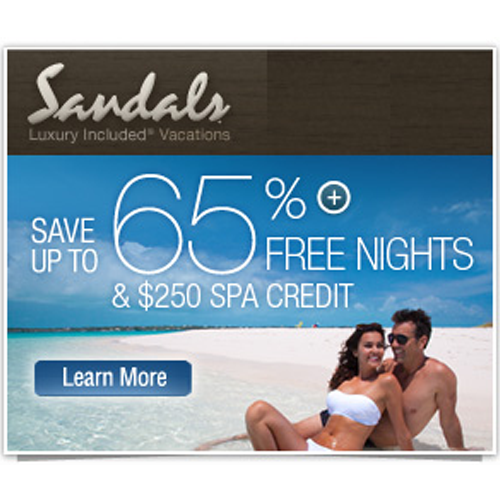 Sandals
Luxury Included® Vacations
SAVE UP TO 65% +
FREE NIGHTS
& $250 SPA CREDIT
Learn More